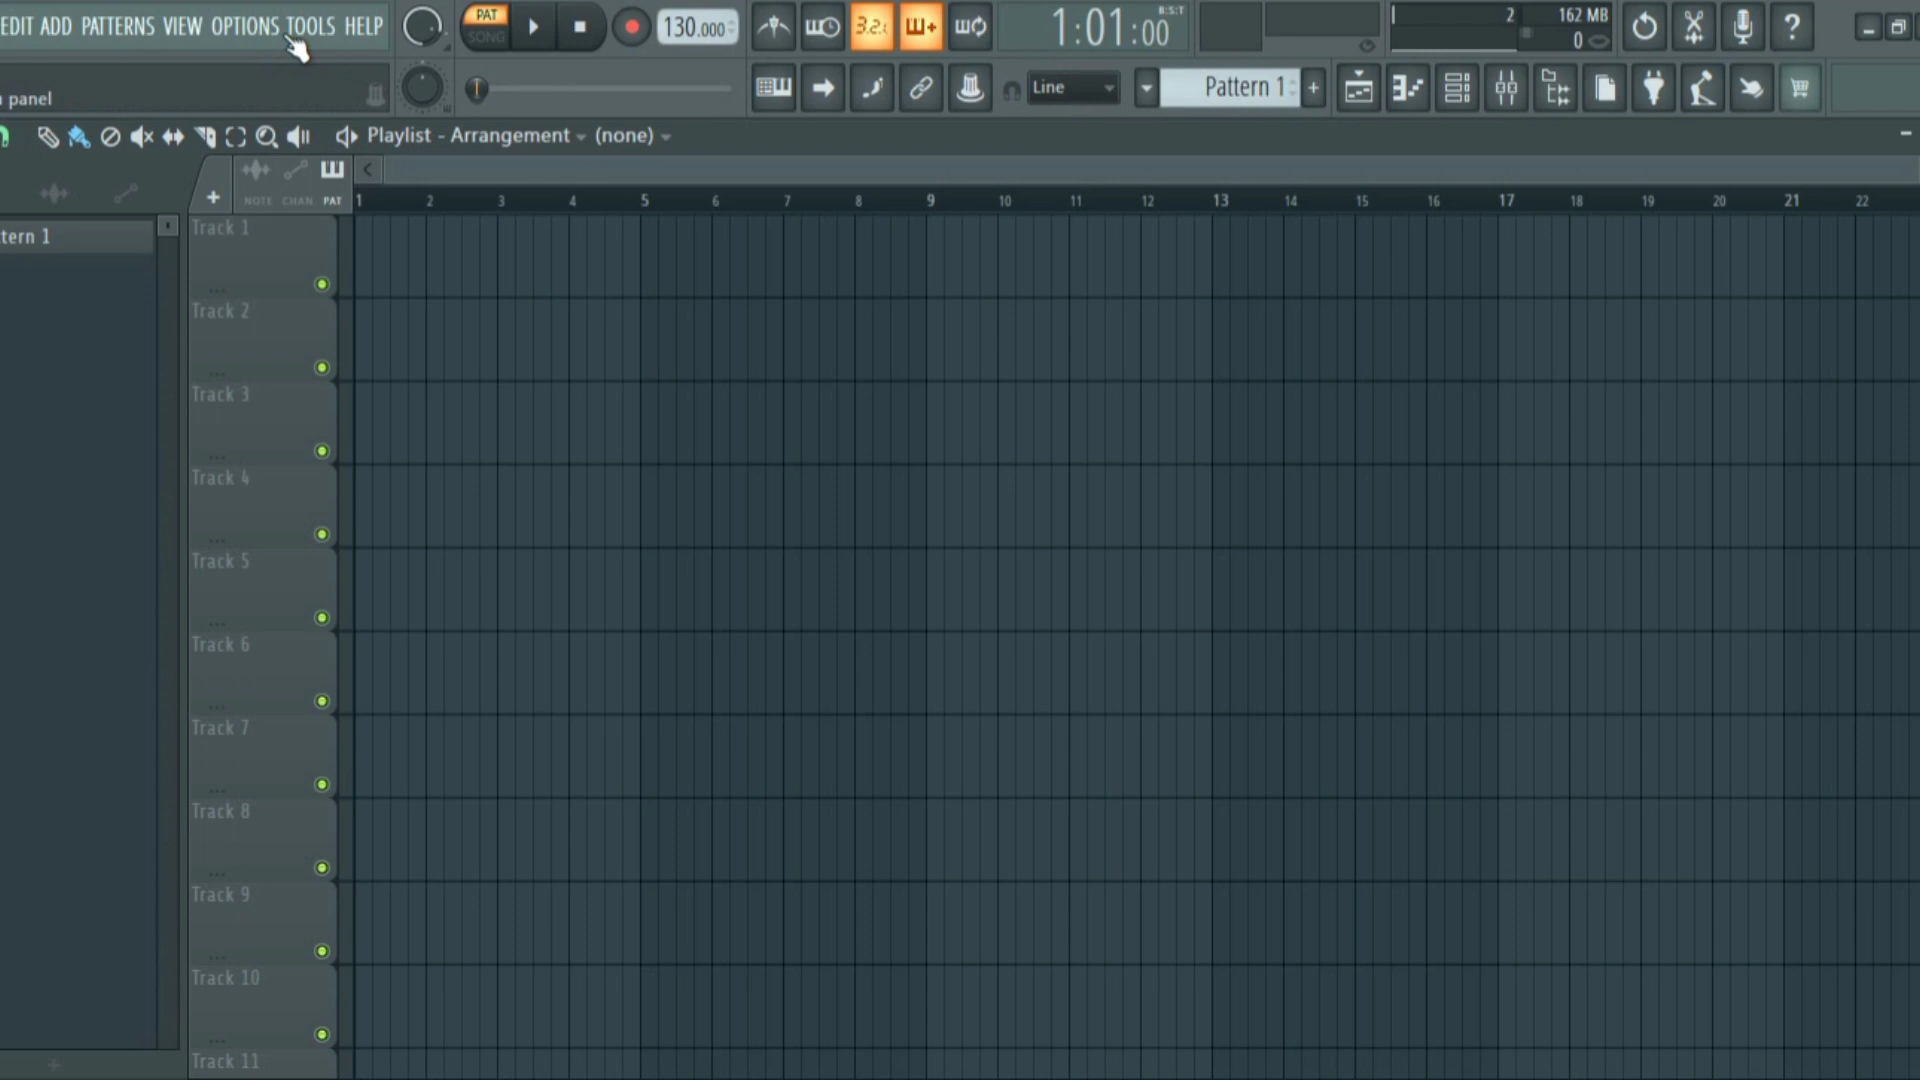 EDIT ADD PATTERNS VIEW OPTIONS TOOLS HELP
PAT
SONG
130.000
3.2.
1:01:00
B:S:T
2
162 MB
0
?
panel
Line
Pattern 1
+
Playlist - Arrangement (none)
+
NOTE CHAN PAT
1 2 3 4 5 6 7 8 9 10 11 12 13 14 15 16 17 18 19 20 21 22
tern 1
Track 1
Track 2
Track 3
Track 4
Track 5
Track 6
Track 7
Track 8
Track 9
Track 10
Track 11